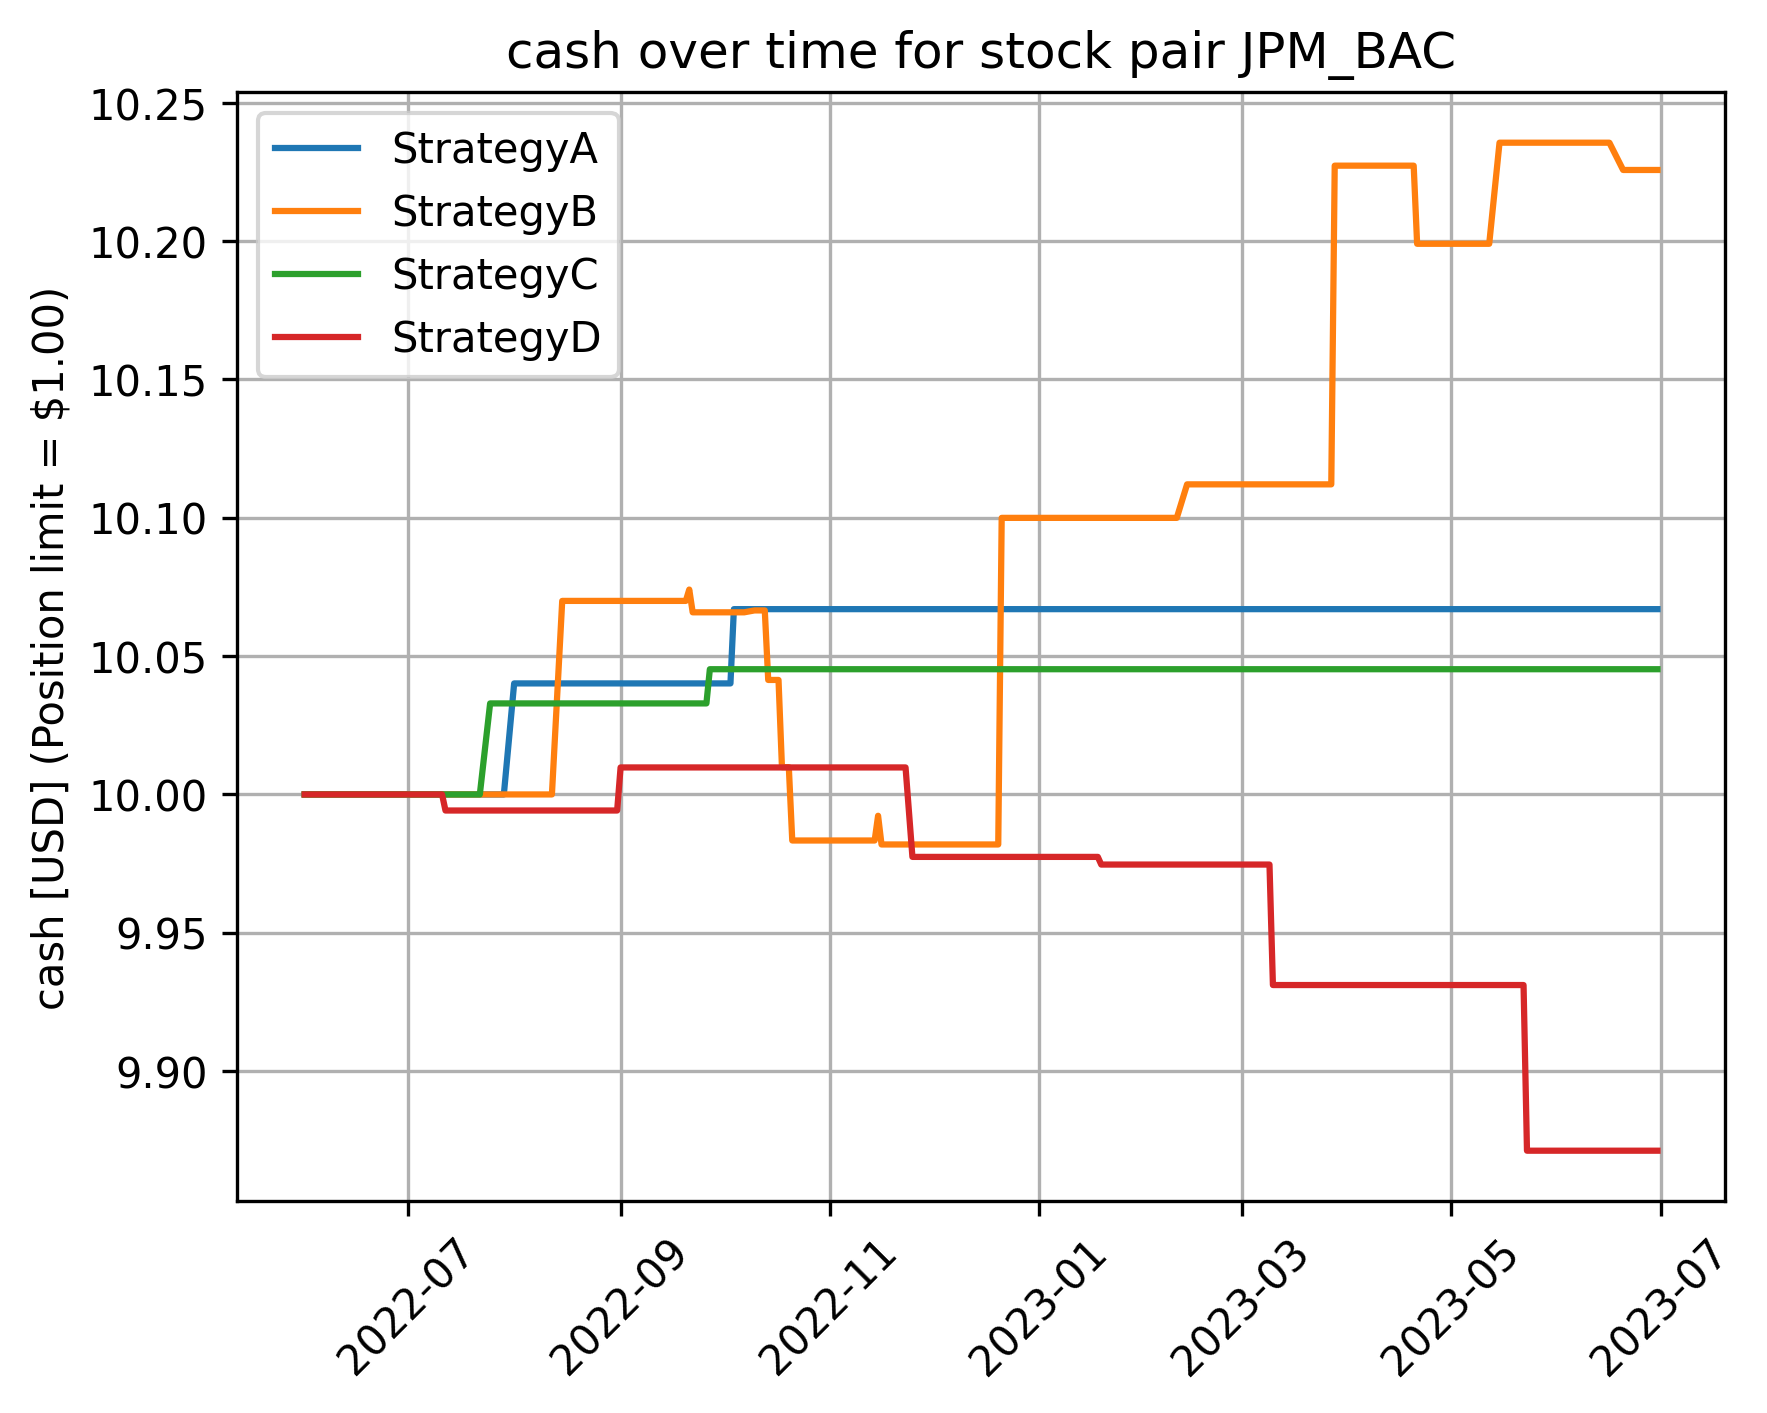 cash over time for stock pair JPM_BAC
cash [USD] (Position limit = $1.00)
10.25
10.20
10.15
10.10
10.05
10.00
9.95
9.90
StrategyA
StrategyB
StrategyC
StrategyD
2022-07
2022-09
2022-11
2023-01
2023-03
2023-05
2023-07